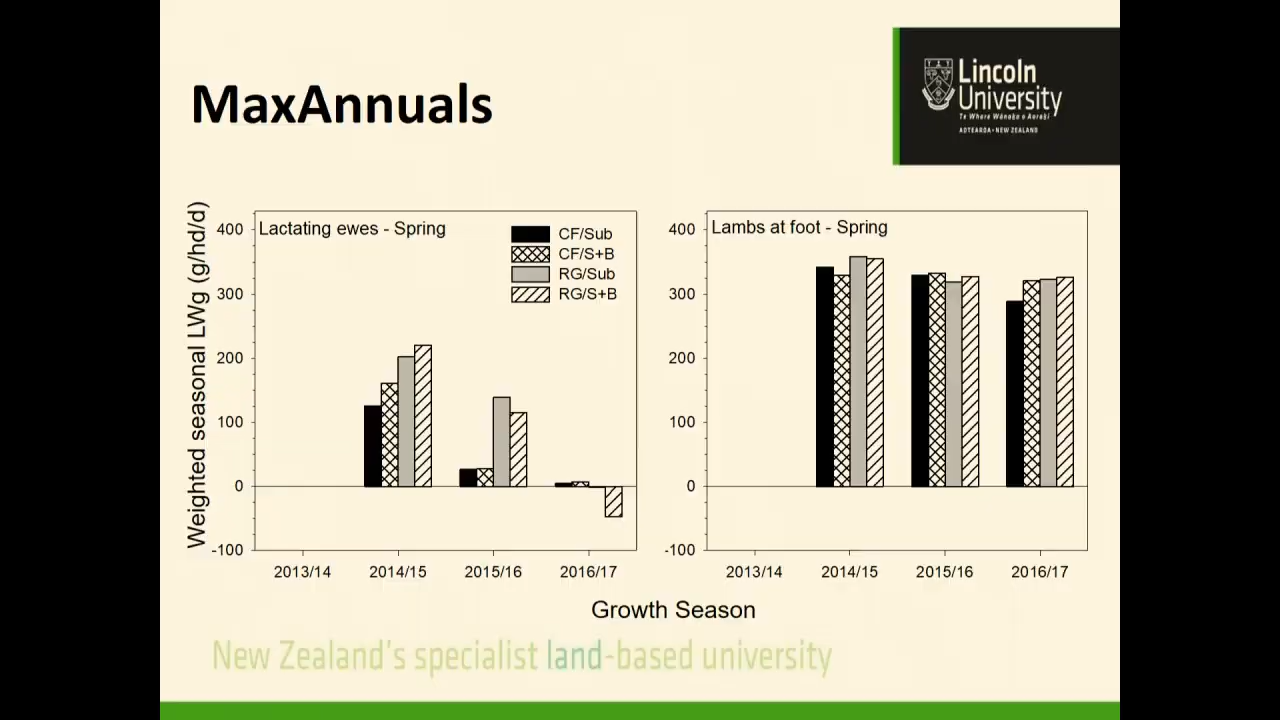 MaxAnnuals
Lincoln
University
Te Whare Wānaka o Aoraki
AOTEAROA • NEW ZEALAND
Weighted seasonal LWg (g/hd/d)
Lactating ewes - Spring
CF/Sub
CF/S+B
RG/Sub
RG/S+B
400
300
200
100
0
-100
2013/14 2014/15 2015/16 2016/17
Lambs at foot - Spring
400
300
200
100
0
-100
2013/14 2014/15 2015/16 2016/17
Growth Season
New Zealand's specialist land-based university